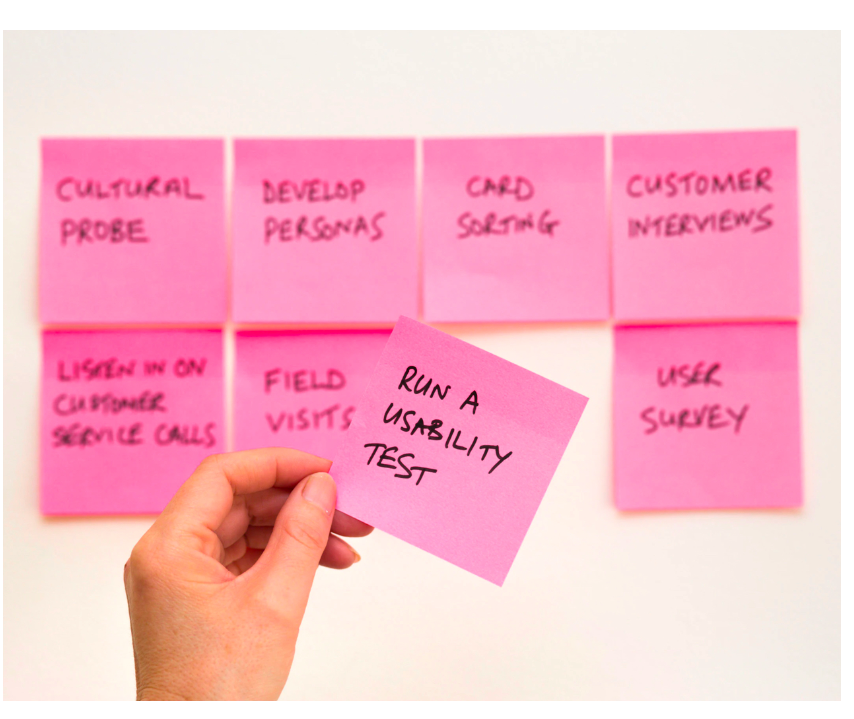 CULTURAL
PROBE
DEVELOP
PERSONAS
CARD
SORTING
CUSTOMER
INTERVIEWS
LISTEN IN ON
CUSTOMER
SERVICE CALLS
FIELD
VISITS
RUN A
USABILITY
TEST
USER
SURVEY